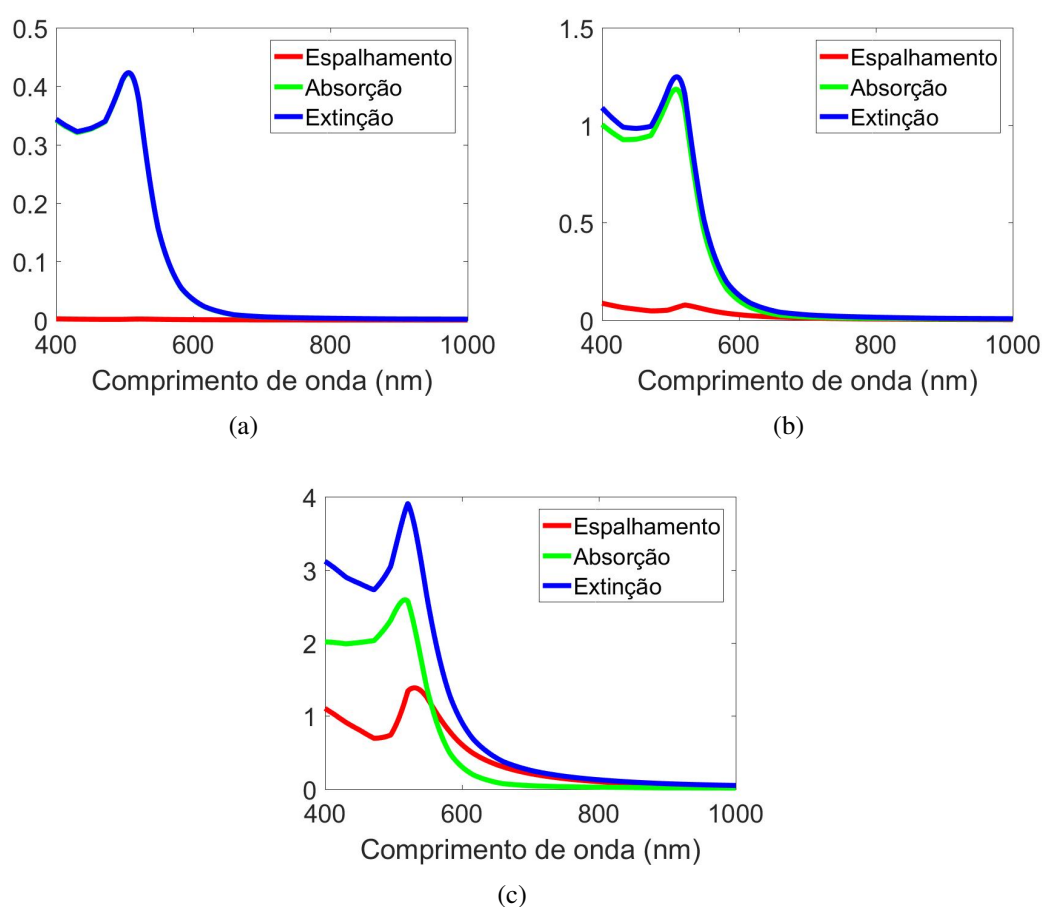 0.5
0.4
0.3
0.2
0.1
0
400
600
800
1000
Espalhamento
Absorção
Extinção
Comprimento de onda (nm)
(a)
1.5
1
0.5
0
400
600
800
1000
Espalhamento
Absorção
Extinção
Comprimento de onda (nm)
(b)
4
3
2
1
0
400
600
800
1000
Espalhamento
Absorção
Extinção
Comprimento de onda (nm)
(c)